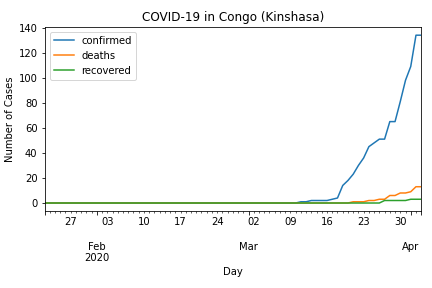 COVID-19 in Congo (Kinshasa)
confirmed
deaths
recovered
Number of Cases
140
120
100
80
60
40
20
0
27 03 10 17 24 02 09 16 23 30
Feb Mar Apr
2020
Day